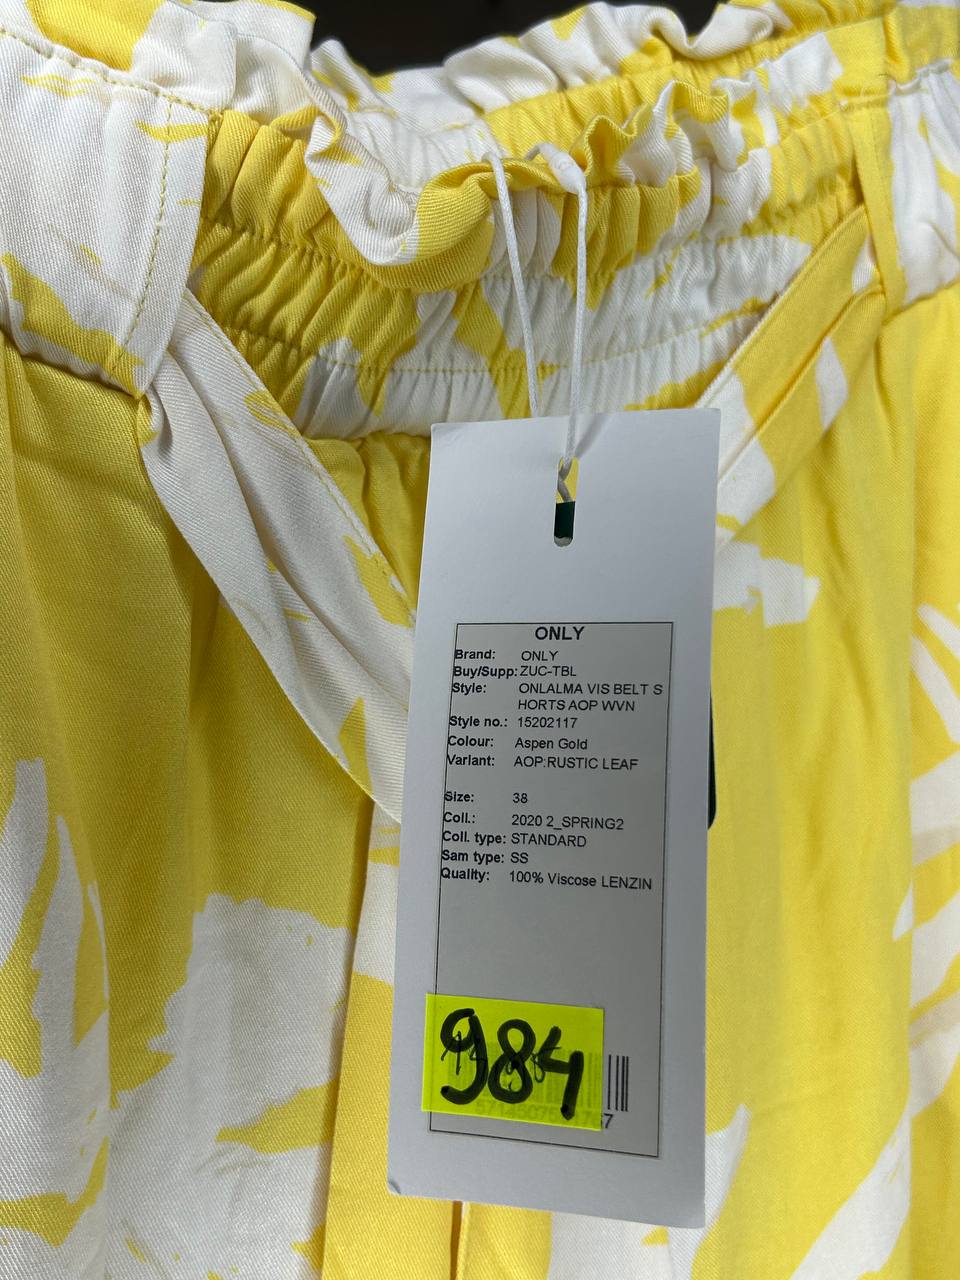 ONLY
Brand: ONLY
Buy/Supp: ZUC-TBL
Style: ONLALMA VIS BELT S
HORTS AOP WVN
Style no.: 15202117
Colour: Aspen Gold
Variant: AOP:RUSTIC LEAF
Size: 38
Coll.: 2020 2_SPRING2
Coll. type: STANDARD
Sam type: SS
Quality: 100% Viscose LENZIN
984